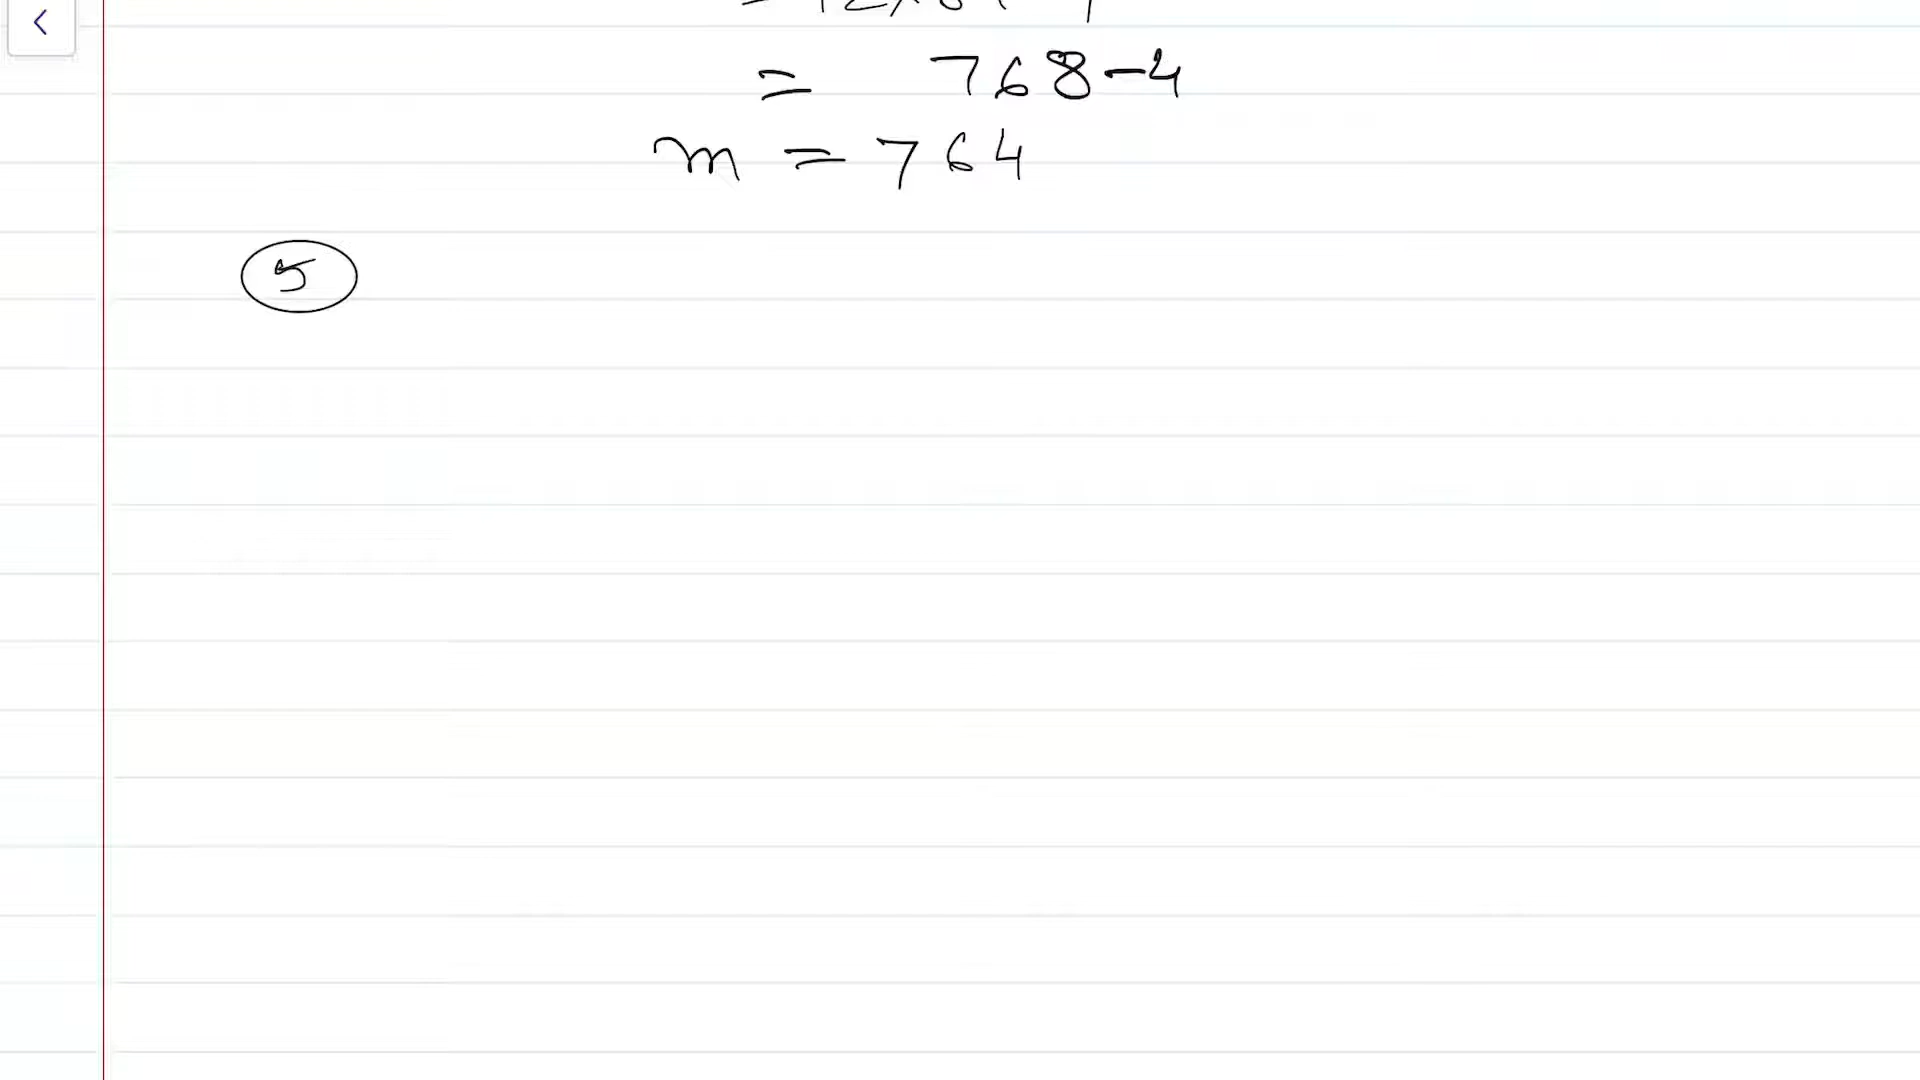 = 768-4
m = 764
5